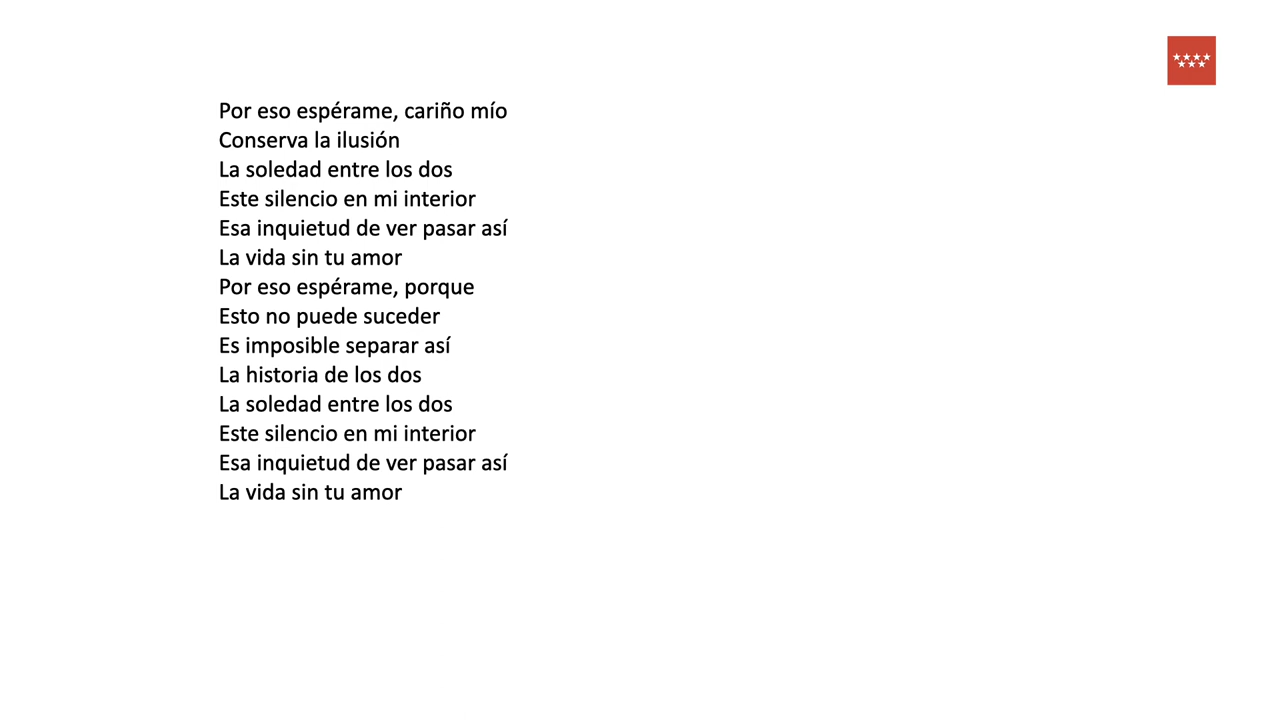 Por eso espérame, cariño mío
Conserva la ilusión
La soledad entre los dos
Este silencio en mi interior
Esa inquietud de ver pasar así
La vida sin tu amor
Por eso espérame, porque
Esto no puede suceder
Es imposible separar así
La historia de los dos
La soledad entre los dos
Este silencio en mi interior
Esa inquietud de ver pasar así
La vida sin tu amor